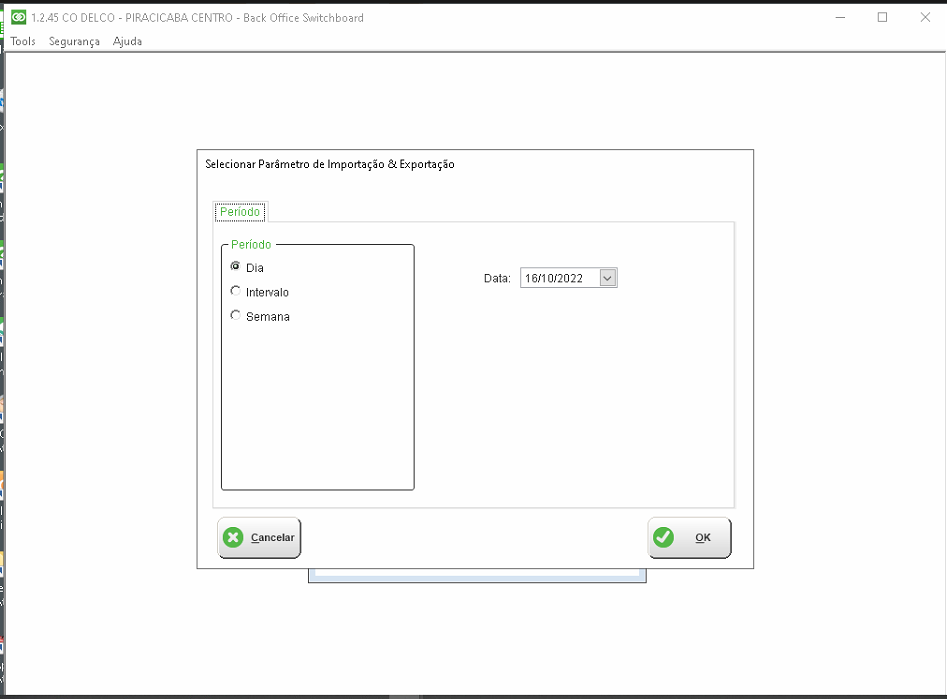 1.2.45 CO DELCO - PIRACICABA CENTRO - Back Office Switchboard
Tools Segurança Ajuda
Selecionar Parâmetro de Importação & Exportação
Período
Período
Dia
Data: 16/10/2022
Intervalo
Semana
Cancelar
OK